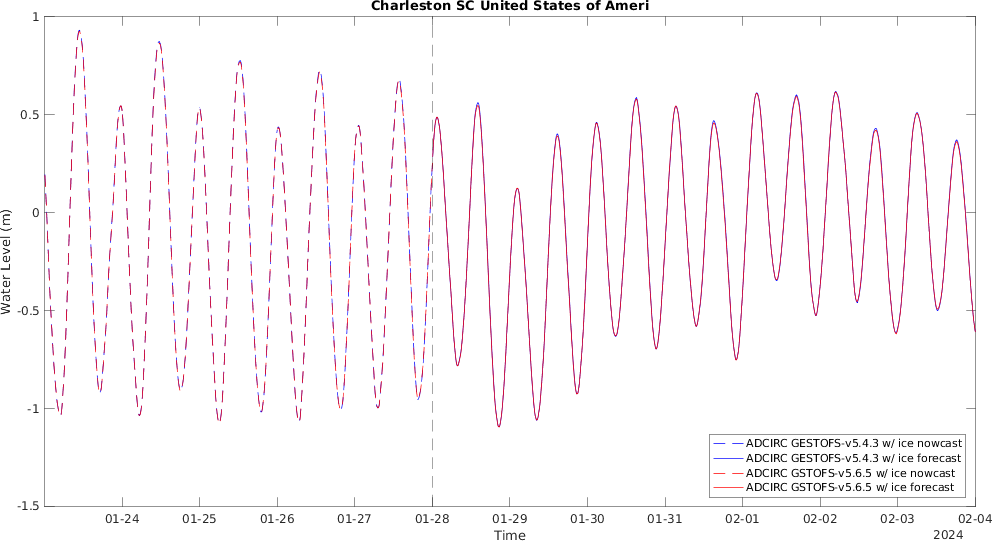 Charleston SC United States of Ameri
1
0.5
0
-0.5
-1
-1.5
Water Level (m)
01-24 01-25 01-26 01-27 01-28 01-29 01-30 01-31 02-01 02-02 02-03 02-04
Time
2024
ADCIRC GESTOFS-v5.4.3 w/ ice nowcast
ADCIRC GESTOFS-v5.4.3 w/ ice forecast
ADCIRC GSTOFS-v5.6.5 w/ ice nowcast
ADCIRC GSTOFS-v5.6.5 w/ ice forecast